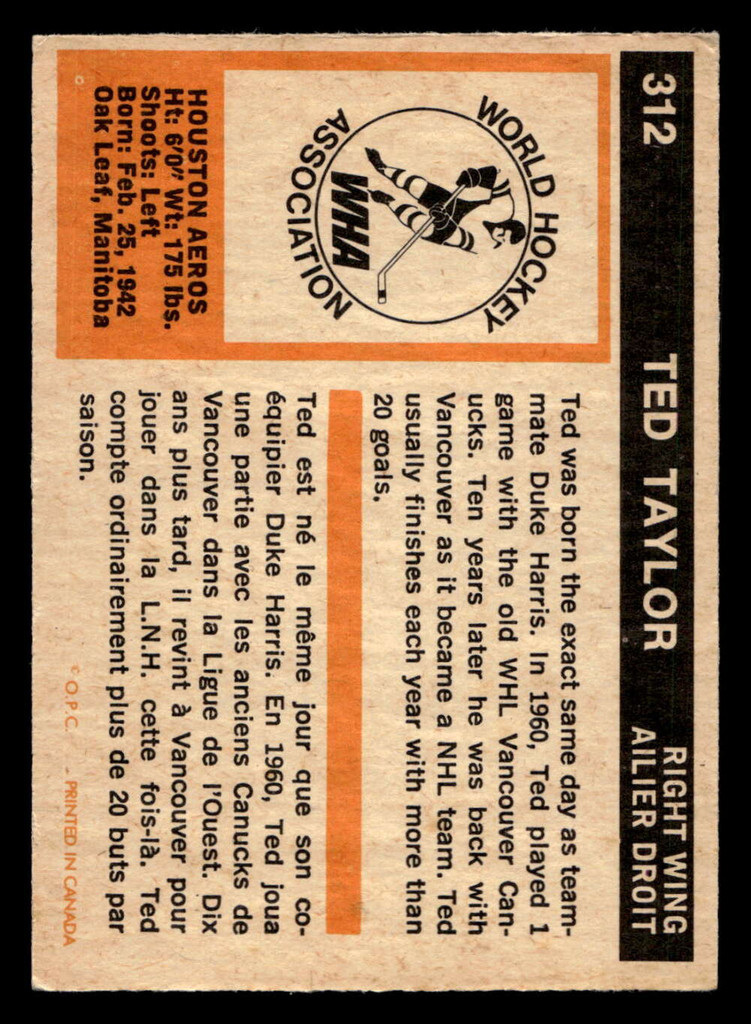 312 TED TAYLOR RIGHT WING
AILIER DROIT
WORLD HOCKEY
ASSOCIATION
WHA
HOUSTON AEROS
Ht: 6'0" Wt: 175 lbs.
Shoots: Left
Born: Feb. 25, 1942
Oak Leaf, Manitoba
Ted was born the exact same day as team-
mate Duke Harris. In 1960, Ted played 1
game with the old WHL Vancouver Can-
ucks. Ten years later he was back with
Vancouver as it became a NHL team. Ted
usually finishes each year with more than
20 goals.
Ted est né le même jour que son co-
équipier Duke Harris. En 1960, Ted joua
une partie avec les anciens Canucks de
Vancouver dans la Ligue de l'Ouest. Dix
ans plus tard, il revint à Vancouver pour
jouer dans la L.N.H. cette fois-là. Ted
compte ordinairement plus de 20 buts par
saison.
© O.P.C. - PRINTED IN CANADA